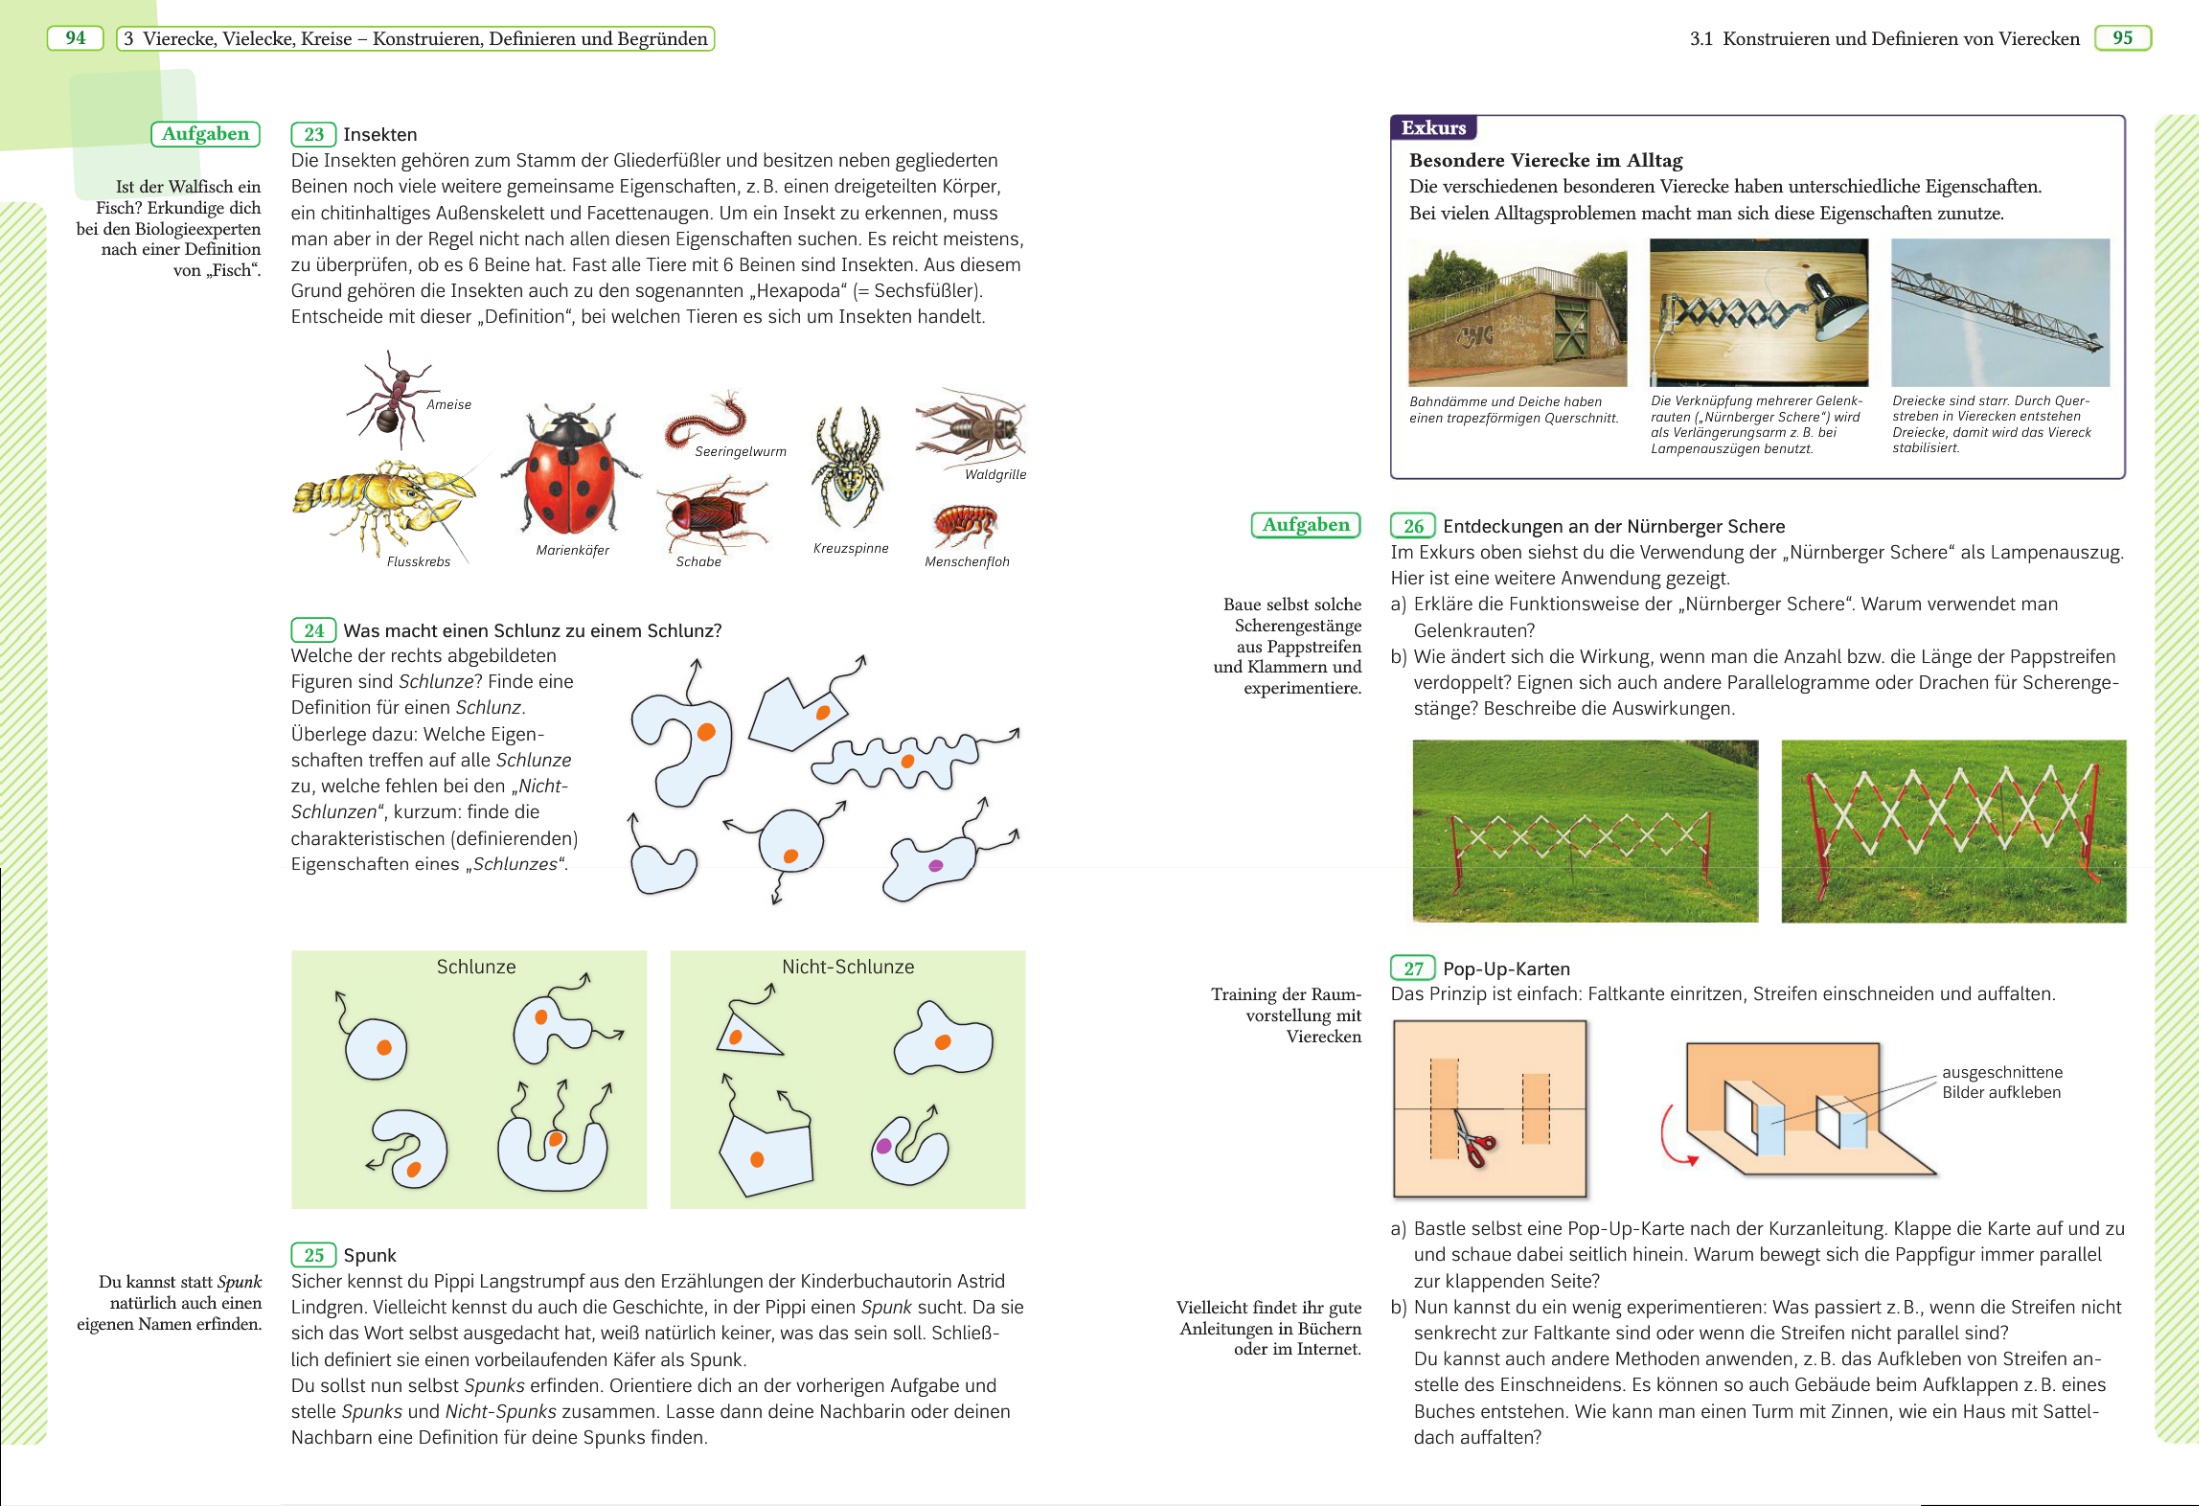 94
3 Vierecke, Vielecke, Kreise – Konstruieren, Definieren und Begründen
Aufgaben
Ist der Walfisch ein
Fisch? Erkundige dich
bei den Biologieexperten
nach einer Definition
von „Fisch“.
23 Insekten
Die Insekten gehören zum Stamm der Gliederfüßler und besitzen neben gegliederten
Beinen noch viele weitere gemeinsame Eigenschaften, z. B. einen dreigeteilten Körper,
ein chitinhaltiges Außenskelett und Facettenaugen. Um ein Insekt zu erkennen, muss
man aber in der Regel nicht nach allen diesen Eigenschaften suchen. Es reicht meistens,
zu überprüfen, ob es 6 Beine hat. Fast alle Tiere mit 6 Beinen sind Insekten. Aus diesem
Grund gehören die Insekten auch zu den sogenannten „Hexapoda“ (= Sechsfüßler).
Entscheide mit dieser „Definition“, bei welchen Tieren es sich um Insekten handelt.
Ameise
Seeringelwurm
Waldgrille
Flusskrebs
Marienkäfer
Schabe
Kreuzspinne
Menschenfloh
24 Was macht einen Schlunz zu einem Schlunz?
Welche der rechts abgebildeten
Figuren sind Schlunze? Finde eine
Definition für einen Schlunz.
Überlege dazu: Welche Eigen-
schaften treffen auf alle Schlunze
zu, welche fehlen bei den „Nicht-
Schlunzen“, kurzum: finde die
charakteristischen (definierenden)
Eigenschaften eines „Schlunzes“.
Schlunze
Nicht-Schlunze
Du kannst statt Spunk
natürlich auch einen
eigenen Namen erfinden.
25 Spunk
Sicher kennst du Pippi Langstrumpf aus den Erzählungen der Kinderbuchautorin Astrid
Lindgren. Vielleicht kennst du auch die Geschichte, in der Pippi einen Spunk sucht. Da sie
sich das Wort selbst ausgedacht hat, weiß natürlich keiner, was das sein soll. Schließ-
lich definiert sie einen vorbeilaufenden Käfer als Spunk.
Du sollst nun selbst Spunks erfinden. Orientiere dich an der vorherigen Aufgabe und
stelle Spunks und Nicht-Spunks zusammen. Lasse dann deine Nachbarin oder deinen
Nachbarn eine Definition für deine Spunks finden.
3.1 Konstruieren und Definieren von Vierecken
95
Exkurs
Besondere Vierecke im Alltag
Die verschiedenen besonderen Vierecke haben unterschiedliche Eigenschaften.
Bei vielen Alltagsproblemen macht man sich diese Eigenschaften zunutze.
Bahndämme und Deiche haben
einen trapezförmigen Querschnitt.
Die Verknüpfung mehrerer Gelenk-
rauten („Nürnberger Schere“) wird
als Verlängerungsarm z. B. bei
Lampenauszügen benutzt.
Dreiecke sind starr. Durch Quer-
streben in Vierecken entstehen
Dreiecke, damit wird das Viereck
stabilisiert.
Aufgaben
Baue selbst solche
Scherengestänge
aus Pappstreifen
und Klammern und
experimentiere.
26 Entdeckungen an der Nürnberger Schere
Im Exkurs oben siehst du die Verwendung der „Nürnberger Schere“ als Lampenauszug.
Hier ist eine weitere Anwendung gezeigt.
a) Erkläre die Funktionsweise der „Nürnberger Schere“. Warum verwendet man
Gelenkrauten?
b) Wie ändert sich die Wirkung, wenn man die Anzahl bzw. die Länge der Pappstreifen
verdoppelt? Eignen sich auch andere Parallelogramme oder Drachen für Scherenge-
stänge? Beschreibe die Auswirkungen.
Training der Raum-
vorstellung mit
Vierecken
27 Pop-Up-Karten
Das Prinzip ist einfach: Faltkante einritzen, Streifen einschneiden und auffalten.
ausgeschnittene
Bilder aufkleben
a) Bastle selbst eine Pop-Up-Karte nach der Kurzanleitung. Klappe die Karte auf und zu
und schaue dabei seitlich hinein. Warum bewegt sich die Pappfigur immer parallel
zur klappenden Seite?
Vielleicht findet ihr gute
Anleitungen in Büchern
oder im Internet.
b) Nun kannst du ein wenig experimentieren: Was passiert z. B., wenn die Streifen nicht
senkrecht zur Faltkante sind oder wenn die Streifen nicht parallel sind?
Du kannst auch andere Methoden anwenden, z. B. das Aufkleben von Streifen an-
stelle des Einschneidens. Es können so auch Gebäude beim Aufklappen z. B. eines
Buches entstehen. Wie kann man einen Turm mit Zinnen, wie ein Haus mit Sattel-
dach auffalten?